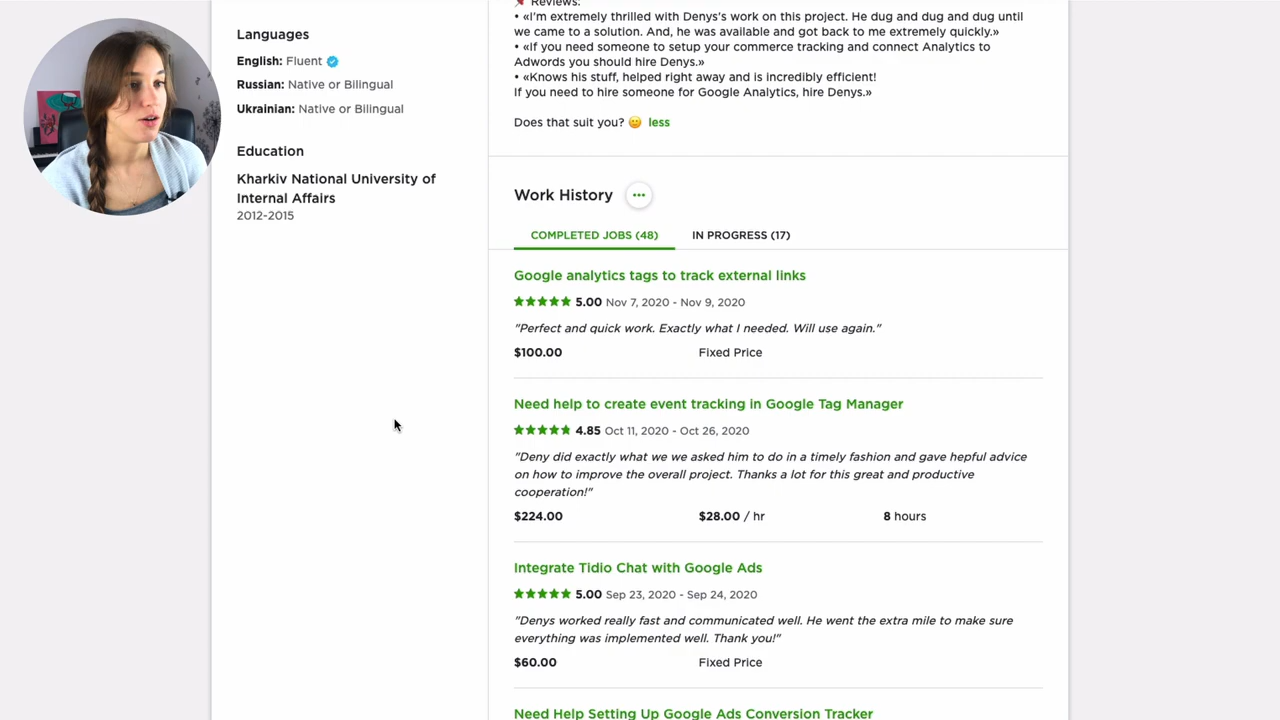 Languages
English: Fluent
Russian: Native or Bilingual
Ukrainian: Native or Bilingual
Education
Kharkiv National University of
Internal Affairs
2012-2015
Reviews:
• «I'm extremely thrilled with Denys's work on this project. He dug and dug and dug until
we came to a solution. And, he was available and got back to me extremely quickly.»
• «If you need someone to setup your commerce tracking and connect Analytics to
Adwords you should hire Denys.»
• «Knows his stuff, helped right away and is incredibly efficient!
If you need to hire someone for Google Analytics, hire Denys.»
Does that suit you? 😀 less
Work History
COMPLETED JOBS (48) IN PROGRESS (17)
Google analytics tags to track external links
5.00 Nov 7, 2020 - Nov 9, 2020
"Perfect and quick work. Exactly what I needed. Will use again."
$100.00 Fixed Price
Need help to create event tracking in Google Tag Manager
4.85 Oct 11, 2020 - Oct 26, 2020
"Deny did exactly what we we asked him to do in a timely fashion and gave hepful advice
on how to improve the overall project. Thanks a lot for this great and productive
cooperation!"
$224.00 $28.00 / hr 8 hours
Integrate Tidio Chat with Google Ads
5.00 Sep 23, 2020 - Sep 24, 2020
"Denys worked really fast and communicated well. He went the extra mile to make sure
everything was implemented well. Thank you!"
$60.00 Fixed Price
Need Help Setting Up Google Ads Conversion Tracker